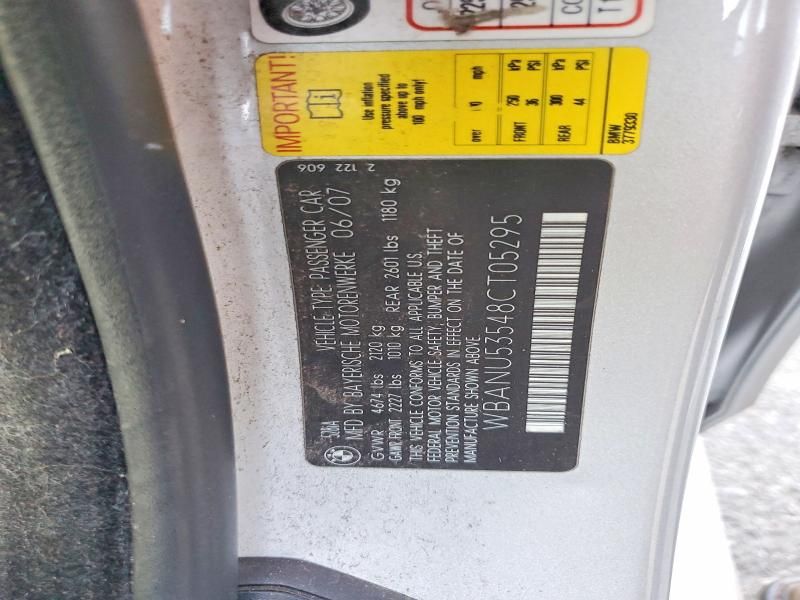 IMPORTANT!
Use inflation
pressure specified
above up to
100 mph only!
over
mph
kPa
PSI
kPa
PSI
FRONT
250
36
REAR
300
44
BMW
3779330
VEHICLE TYPE: PASSENGER CAR
MFD BY BAYERISCHE MOTORENWERKE 06/07
GVWR 4674 lbs 2120 kg
GAWR.FRONT 2227 lbs 1010 kg REAR 2601 lbs 1180 kg
THIS VEHICLE CONFORMS TO ALL APPLICABLE U.S.
FEDERAL MOTOR VEHICLE-SAFETY, BUMPER AND THEFT
PREVENTION STANDARDS IN EFFECT ON THE DATE OF
MANUFACTURE SHOWN ABOVE.
WBANU53548CT05295
2 122 606